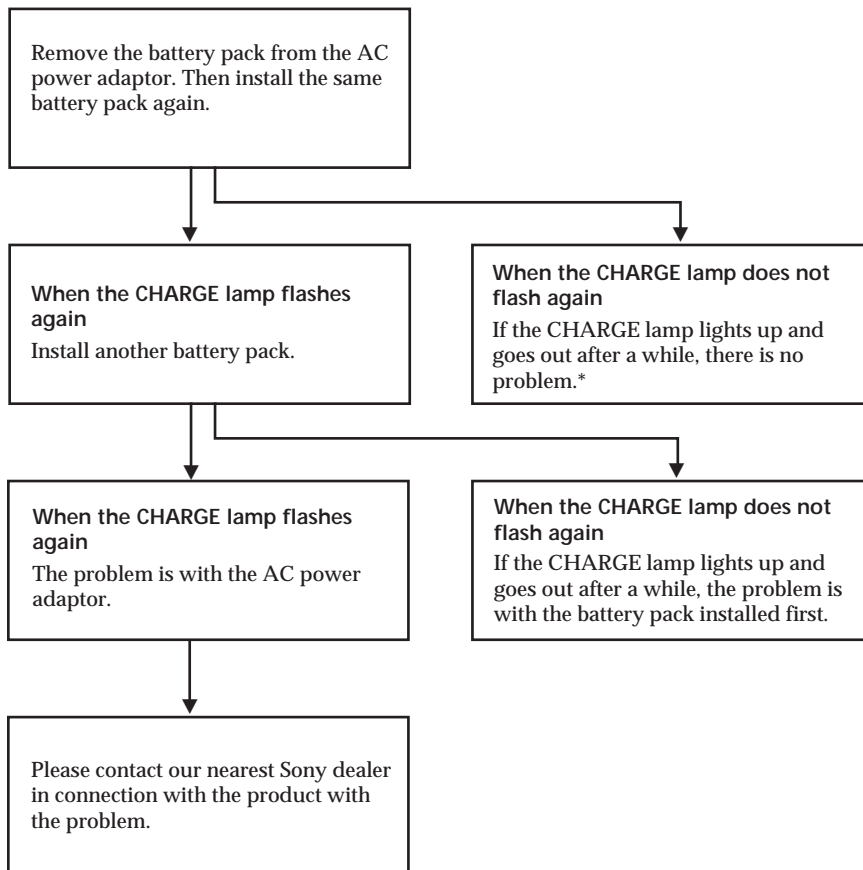 Remove the battery pack from the AC
power adaptor. Then install the same
battery pack again.
When the CHARGE lamp flashes
again
Install another battery pack.
When the CHARGE lamp does not
flash again
If the CHARGE lamp lights up and
goes out after a while, there is no
problem.*
When the CHARGE lamp flashes
again
The problem is with the AC power
adaptor.
When the CHARGE lamp does not
flash again
If the CHARGE lamp lights up and
goes out after a while, the problem is
with the battery pack installed first.
Please contact our nearest Sony dealer
in connection with the product with
the problem.